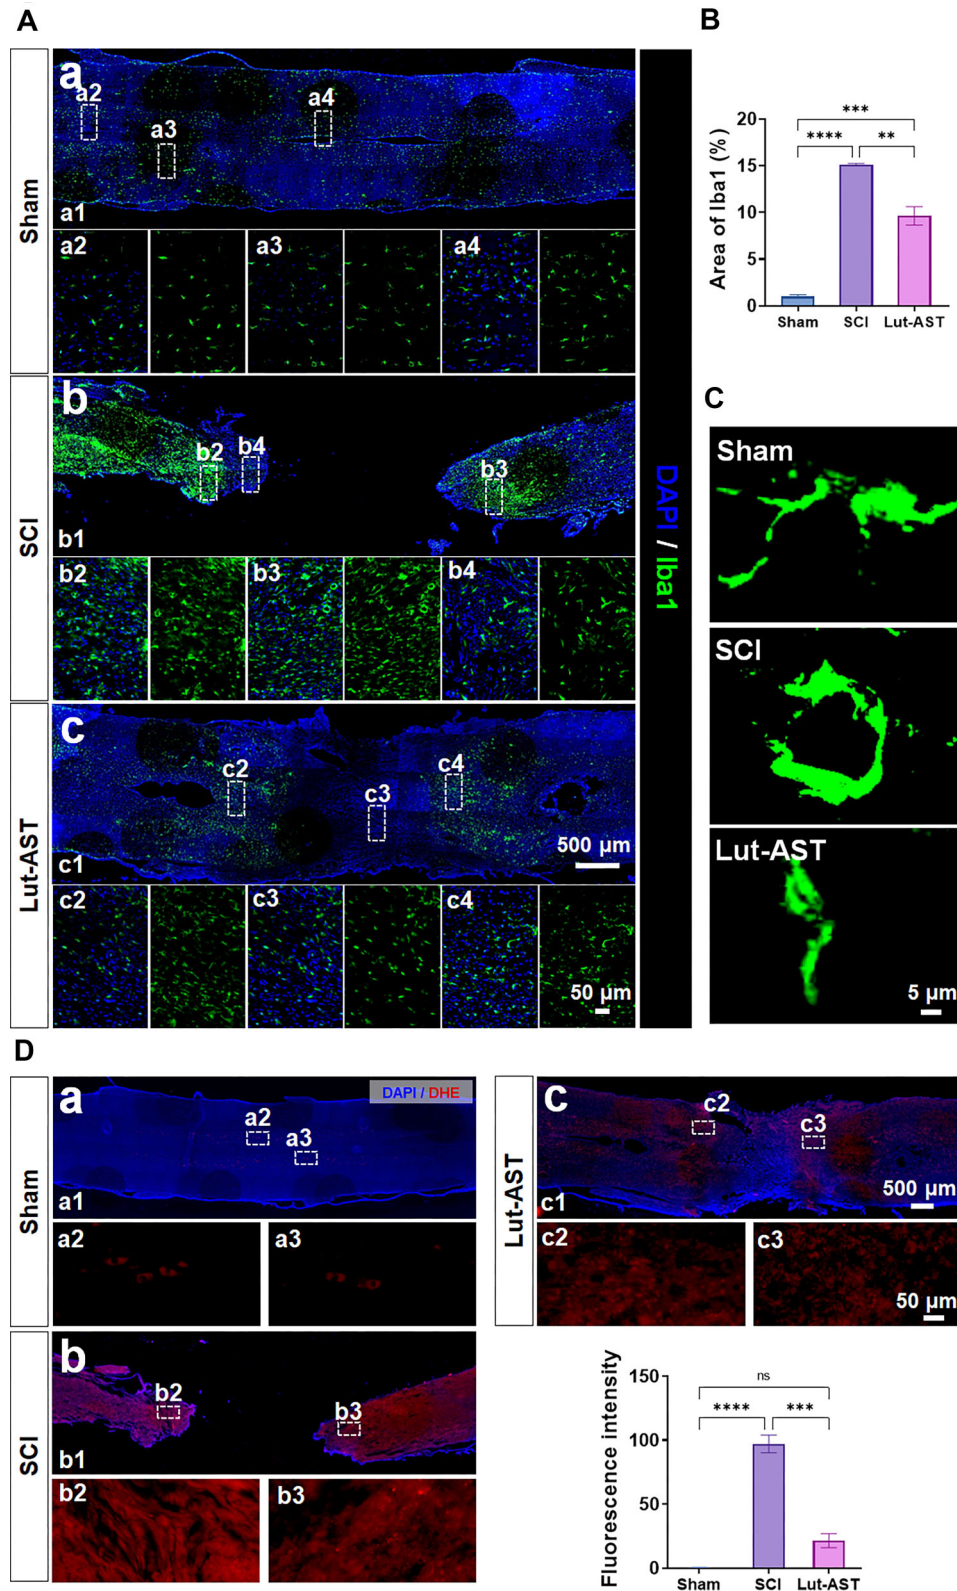 A
Sham
a
a2
a3
a4
a1
a2
a3
a4
SCI
b
b2
b4
b3
b1
b2
b3
b4
Lut-AST
c
c2
c3
c4
500 µm
c1
c2
c3
c4
50 µm
DAPI / Iba1
B
Area of Iba1 (%)
20
15
10
5
0
***
****
**
Sham
SCI
Lut-AST
C
Sham
SCI
Lut-AST
5 µm
D
Sham
a
DAPI / DHE
a2
a3
a1
a2
a3
SCI
b
b2
b3
b1
b2
b3
Lut-AST
c
c2
c3
500 µm
c1
c2
c3
50 µm
Fluorescence intensity
150
100
50
0
ns
****
***
Sham
SCI
Lut-AST